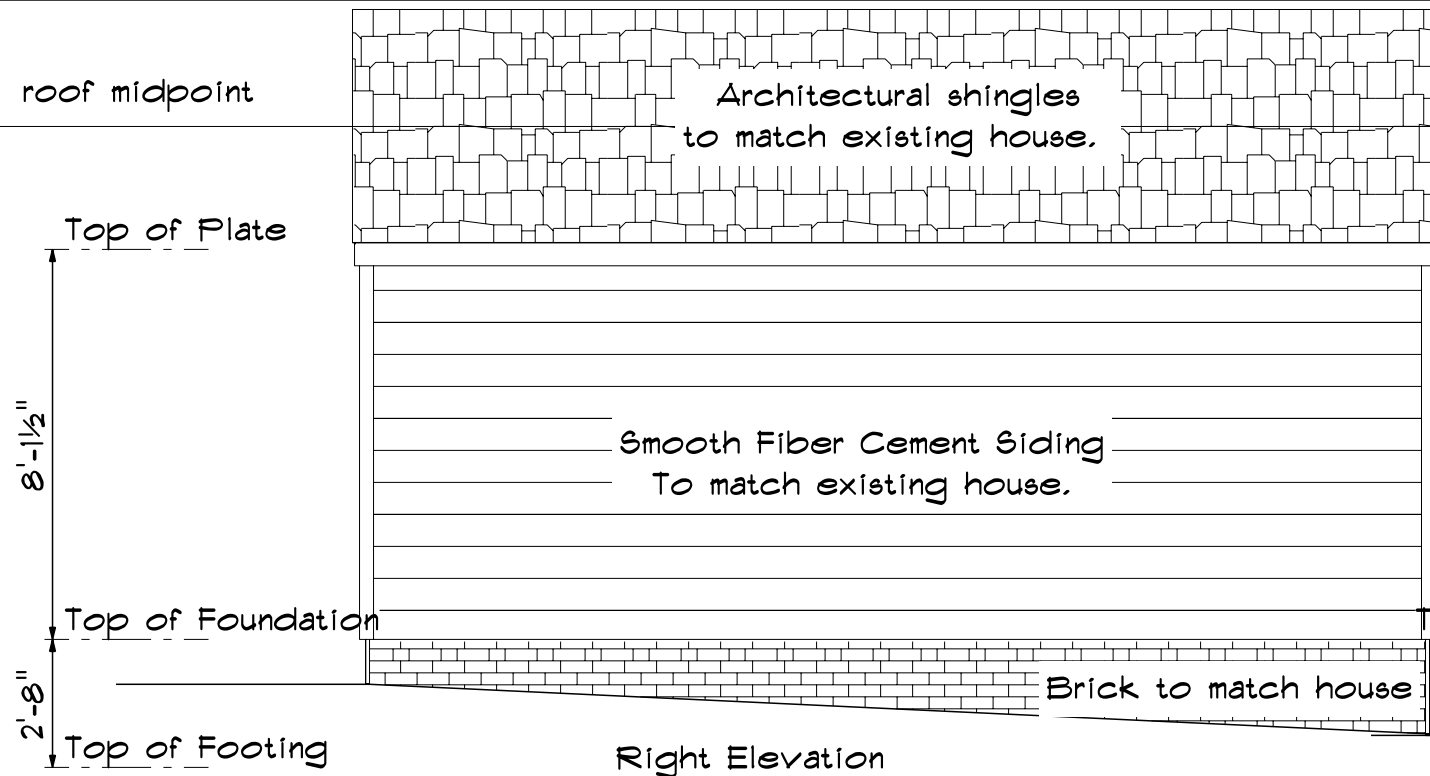 roof midpoint
Architectural shingles
to match existing house.
Top of Plate
8'-1½"
Smooth Fiber Cement Siding
To match existing house.
Top of Foundation
T
2'-8"
Brick to match house
Top of Footing
Right Elevation